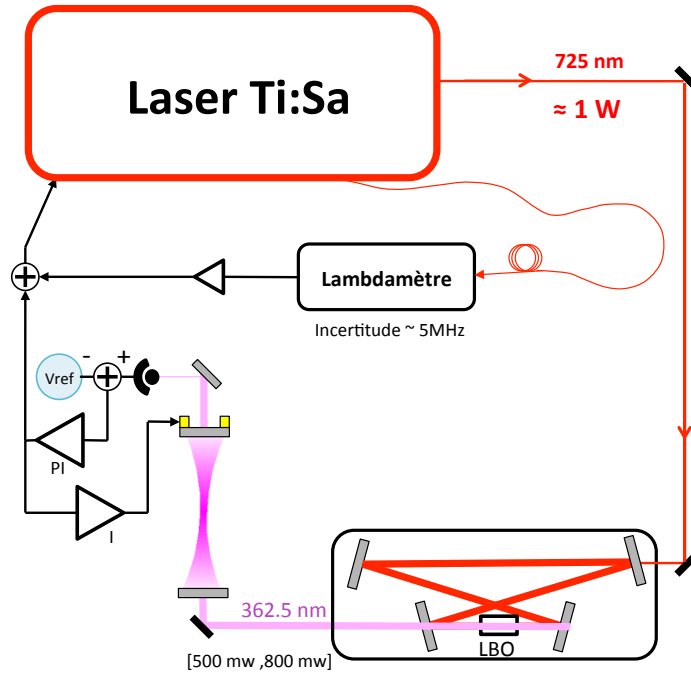 725 nm
Laser Ti:Sa
≈ 1 W
Lambdamètre
Incertitude ~ 5MHz
- +
Vref
PI
I
362.5 nm
LBO
[500 mw ,800 mw]